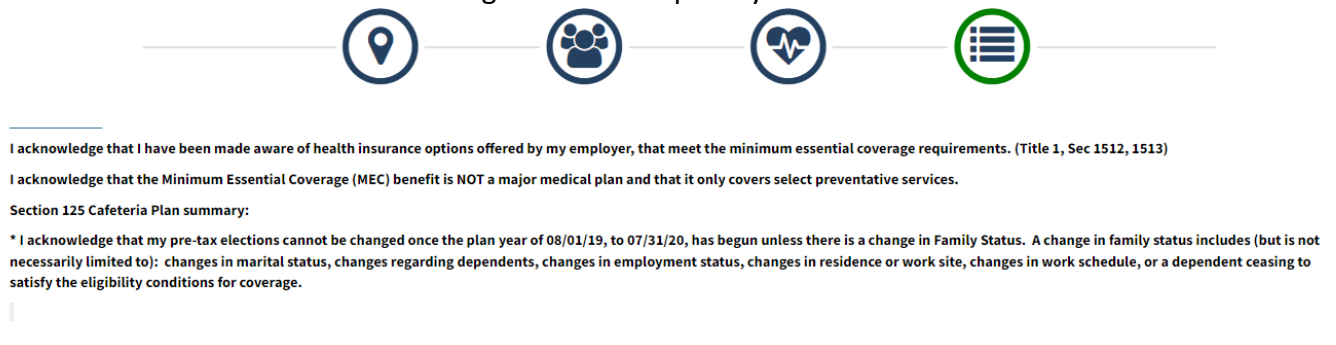 I acknowledge that I have been made aware of health insurance options offered by my employer, that meet the minimum essential coverage requirements. (Title 1, Sec 1512, 1513)
I acknowledge that the Minimum Essential Coverage (MEC) benefit is NOT a major medical plan and that it only covers select preventative services.
Section 125 Cafeteria Plan summary:
* I acknowledge that my pre-tax elections cannot be changed once the plan year of 08/01/19, to 07/31/20, has begun unless there is a change in Family Status.  A change in family status includes (but is not
necessarily limited to):  changes in marital status, changes regarding dependents, changes in employment status, changes in residence or work site, changes in work schedule, or a dependent ceasing to
satisfy the eligibility conditions for coverage.